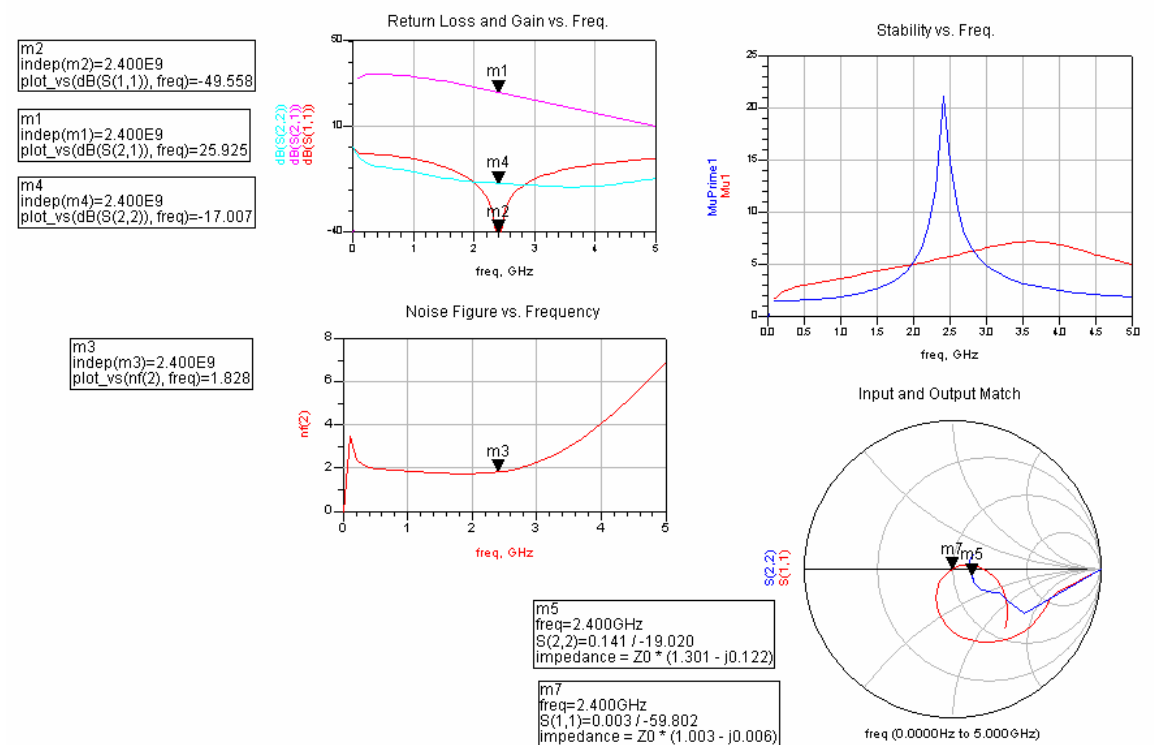 Return Loss and Gain vs. Freq.
m2
indep(m2)=2.400E9
plot_vs(dB(S(1,1)), freq)=-49.558
m1
indep(m1)=2.400E9
plot_vs(dB(S(2,1)), freq)=25.925
m4
indep(m4)=2.400E9
plot_vs(dB(S(2,2)), freq)=-17.007
dB(S(2,2))
dB(S(2,1))
dB(S(1,1))
60
10
-40
m1
m4
m2
0 1 2 3 4 5
freq, GHz
Stability vs. Freq.
MuPrime1
Mu1
25
20
15
10
5
0
0.0 0.5 1.0 1.5 2.0 2.5 3.0 3.5 4.0 4.5 5.0
freq, GHz
Noise Figure vs. Frequency
m3
indep(m3)=2.400E9
plot_vs(nf(2), freq)=1.828
nf(2)
8
6
4
2
0
m3
0 1 2 3 4 5
freq, GHz
Input and Output Match
S(2,2)
S(1,1)
m7 m5
freq (0.0000Hz to 5.000GHz)
m5
freq=2.400GHz
S(2,2)=0.141 / -19.020
impedance = Z0 * (1.301 - j0.122)
m7
freq=2.400GHz
S(1,1)=0.003 / -59.802
impedance = Z0 * (1.003 - j0.006)